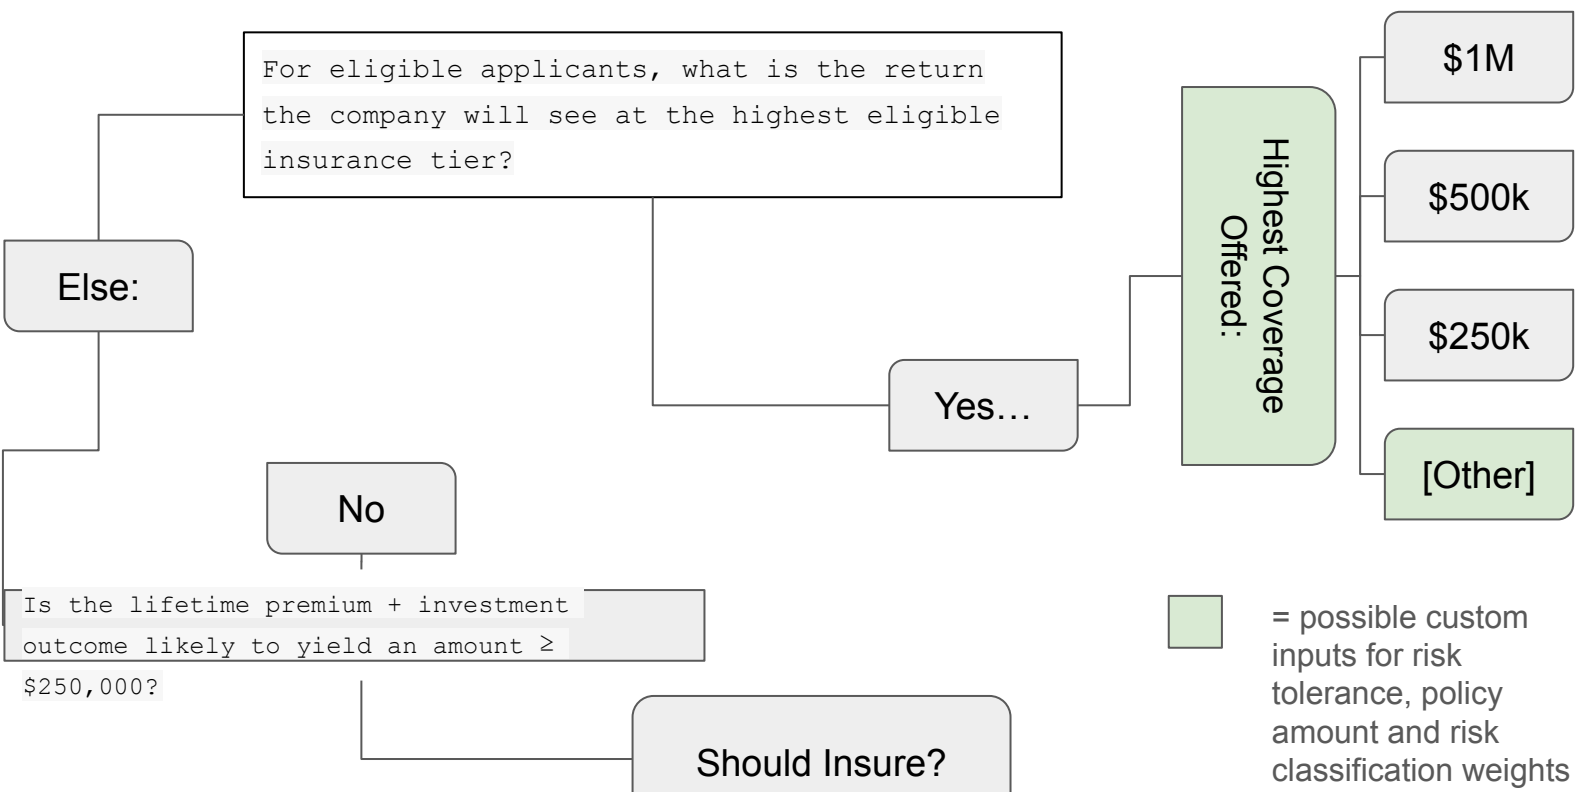 For eligible applicants, what is the return
the company will see at the highest eligible
insurance tier?
Else:
Yes…
Highest Coverage
Offered:
$1M
$500k
$250k
[Other]
No
Is the lifetime premium + investment
outcome likely to yield an amount ≥
$250,000?
Should Insure?
= possible custom
inputs for risk
tolerance, policy
amount and risk
classification weights